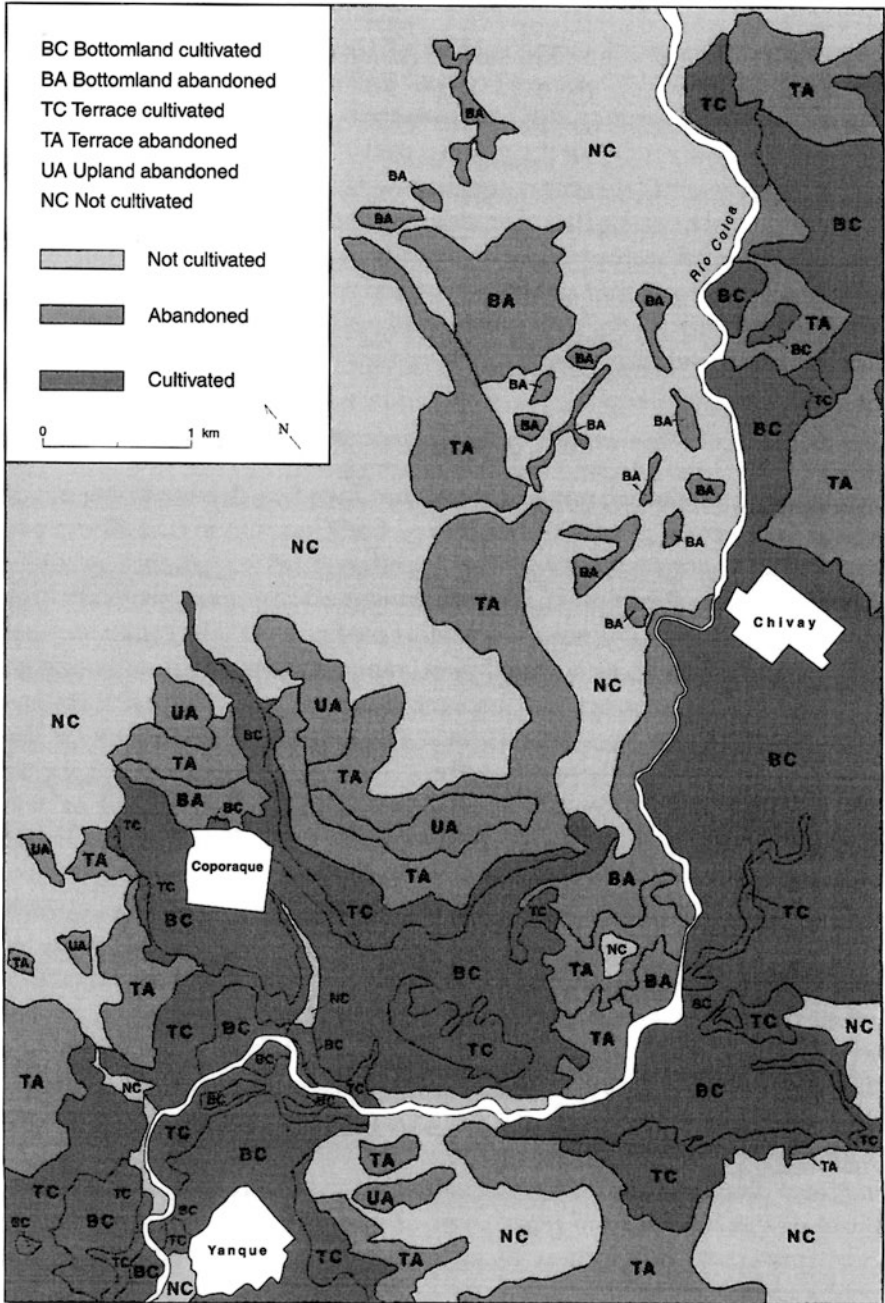 BC Bottomland cultivated
BA Bottomland abandoned
TC Terrace cultivated
TA Terrace abandoned
UA Upland abandoned
NC Not cultivated
Not cultivated
Abandoned
Cultivated
N
0 1 km
TC
TA
BA
NC
BA
BA
BC
Río Colca
BA
BA
BC
TA
BA
BC
BA
TC
BA
BA
BA
BC
TA
BA
TA
BA
NC
BA
BA
TA
BA
Chivay
NC
NC
UA
UA
BC
BC
TA
TA
BA
BC
TC
UA
UA
TA
Coporaque
TC
TA
BA
TC
TC
TC
BC
UA
TA
TA
NC
BC
BA
TA
NC
BC
TC
NC
TC
BC
TC
TA
BC
TA
NC
BC
TC
BC
BC
BC
TC
BC
TC
TA
TC
TA
TC
TC
UA
BC
BC
NC
NC
BC
TC
Yanque
TC
TC
TA
TA
BC
NC